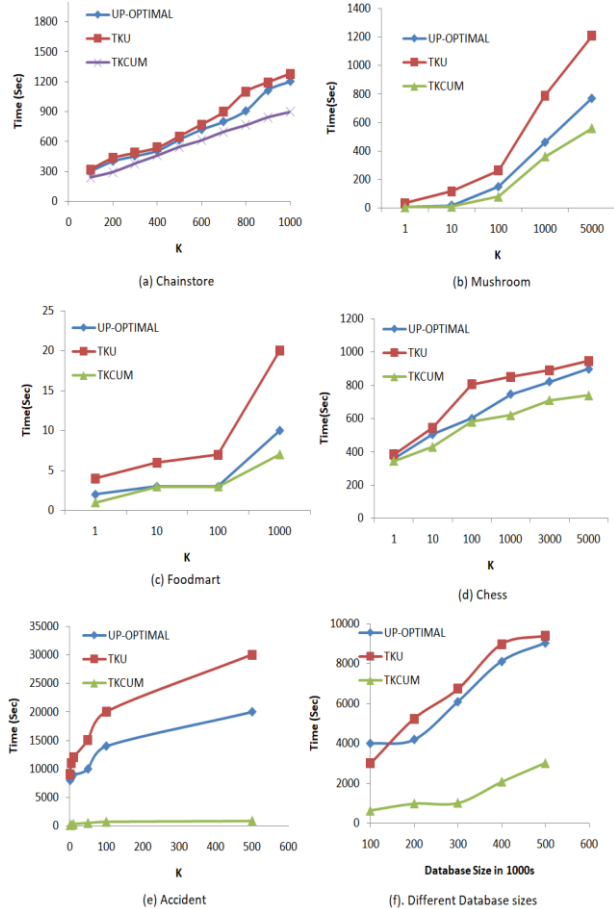 1800
1500
1200
900
600
300
0
Time (Sec)
UP-OPTIMAL
TKU
TKCUM
0 200 400 600 800 1000
K
(a) Chainstore
1400
1200
1000
800
600
400
200
0
Time(Sec)
UP-OPTIMAL
TKU
TKCUM
1 10 100 1000 5000
K
(b) Mushroom
25
20
15
10
5
0
Time(Sec)
UP-OPTIMAL
TKU
TKCUM
1 10 100 1000
K
(c) Foodmart
1200
1000
800
600
400
200
0
Time(Sec)
UP-OPTIMAL
TKU
TKCUM
1 10 100 1000 3000 5000
K
(d) Chess
35000
30000
25000
20000
15000
10000
5000
0
Time (Sec)
UP-OPTIMAL
TKU
TKCUM
0 100 200 300 400 500 600
K
(e) Accident
10000
8000
6000
4000
2000
0
Time (Sec)
UP-OPTIMAL
TKU
TKCUM
100 200 300 400 500 600
Database Size in 1000s
(f). Different Database sizes